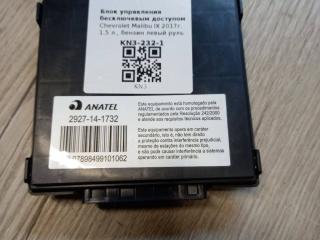 Блок управления
бесключевым доступом
Chevrolet Malibu IX 2017г.
1.5 л., бензин левый руль
KN3-232-1
KN3
ANATEL
2927-14-1732
07898499101062
Este equipamento está homologado pela
ANATEL de acordo com os procedimentos
regulamentados pela Resolução 242/2000
e atende aos requisitos técnicos aplicados.
Este equipamento opera em caráter
secundário, isto é, não tem direito
a proteção contra interferência prejudicial,
mesmo de estações do mesmo tipo,
e não pode causar interferência a sistemas
operando em caráter primário.